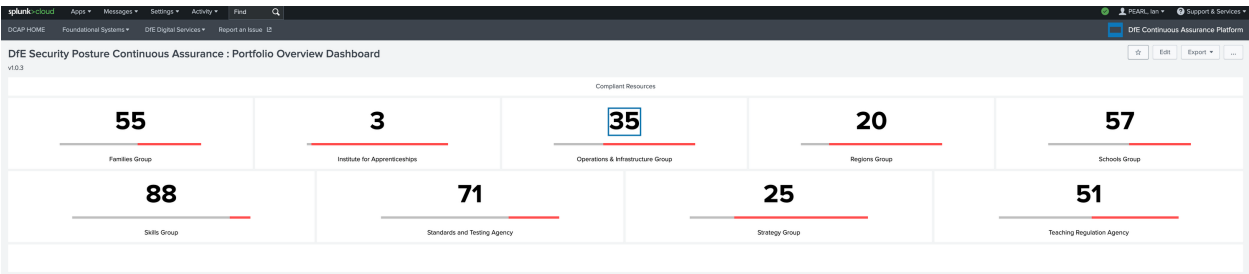 splunk>cloud Apps ▾ Messages ▾ Settings ▾ Activity ▾ Find PEARL, Ian ▾ Support & Services ▾
DCAP HOME Foundational Systems ▾ DfE Digital Services ▾ Report an Issue DfE Continuous Assurance Platform
DfE Security Posture Continuous Assurance : Portfolio Overview Dashboard
Edit Export ▾ ...
v1.0.3
Compliant Resources
55 3 35 20 57
Families Group Institute for Apprenticeships Operations & Infrastructure Group Regions Group Schools Group
88 71 25 51
Skills Group Standards and Testing Agency Strategy Group Teaching Regulation Agency